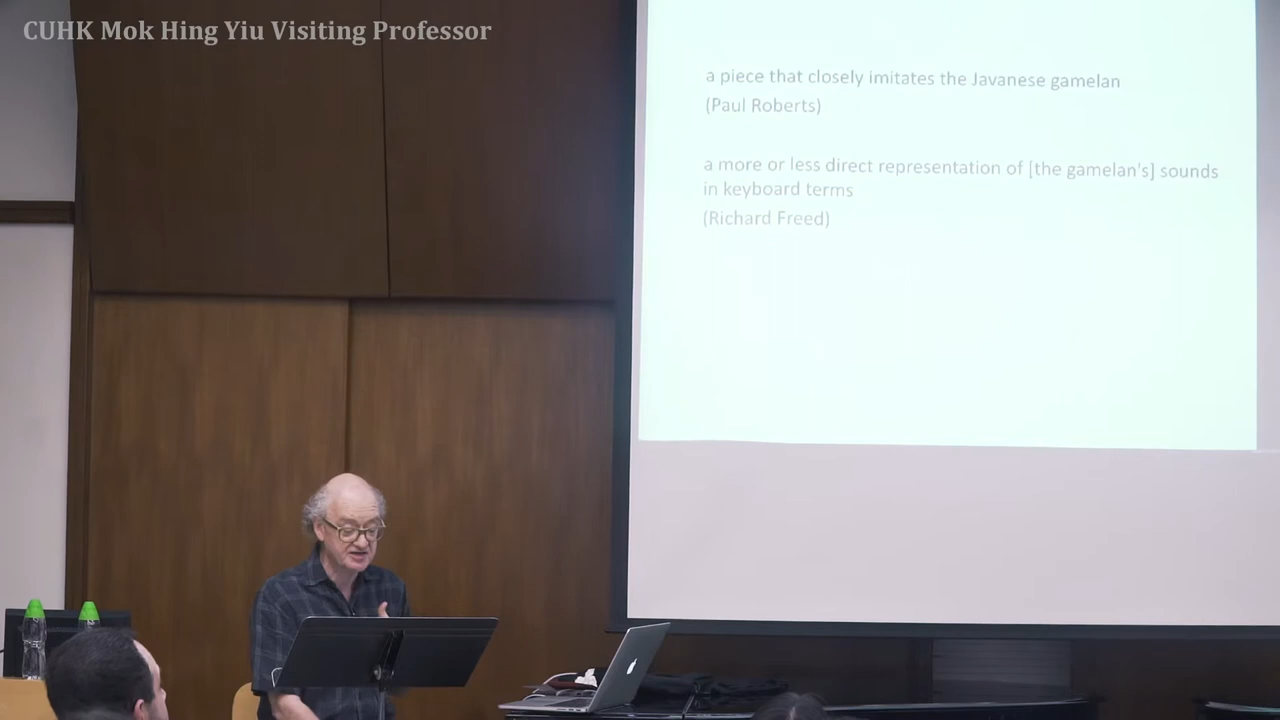 CUHK Mok Hing Yiu Visiting Professor
a piece that closely imitates the Javanese gamelan
(Paul Roberts)
a more or less direct representation of [the gamelan's] sounds
in keyboard terms
(Richard Freed)